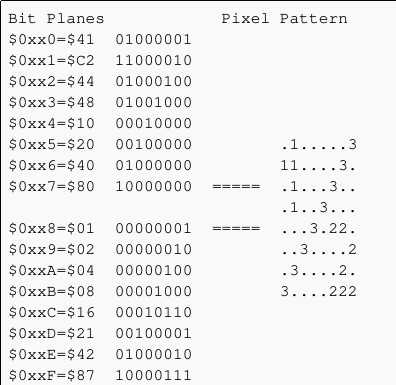 Bit Planes Pixel Pattern
$0xx0=$41 01000001
$0xx1=$C2 11000010
$0xx2=$44 01000100
$0xx3=$48 01001000
$0xx4=$10 00010000
$0xx5=$20 00100000 .1.....3
$0xx6=$40 01000000 11....3.
$0xx7=$80 10000000 ===== .1...3..
.1..3...
$0xx8=$01 00000001 ===== ...3.22.
$0xx9=$02 00000010 ..3....2
$0xxA=$04 00000100 .3....2.
$0xxB=$08 00001000 3....222
$0xxC=$16 00010110
$0xxD=$21 00100001
$0xxE=$42 01000010
$0xxF=$87 10000111